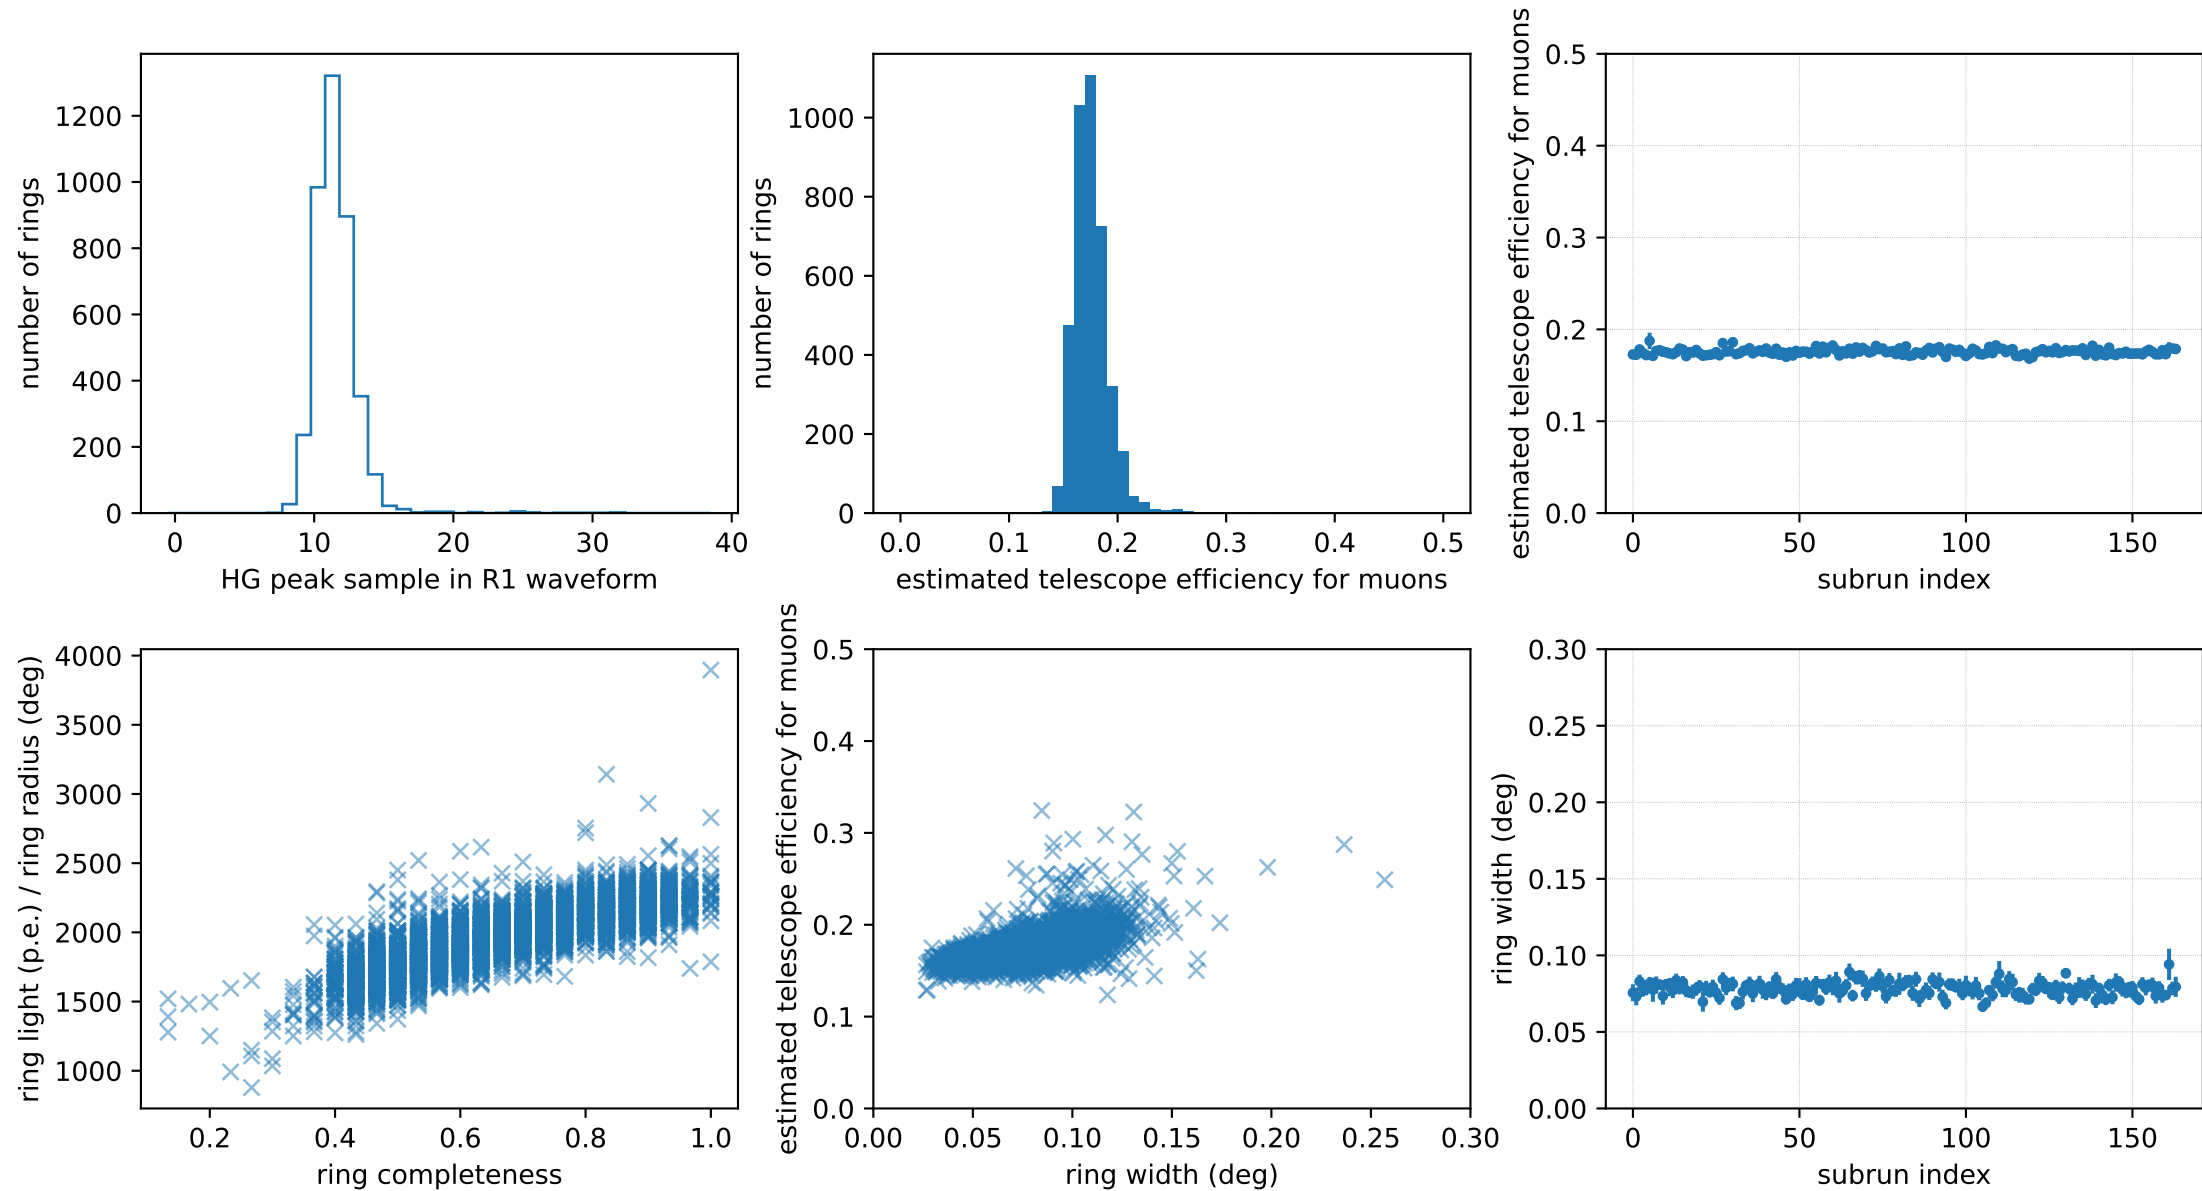 number of rings
1200
1000
800
600
400
200
0
0 10 20 30 40
HG peak sample in R1 waveform
number of rings
1000
800
600
400
200
0
0.0 0.1 0.2 0.3 0.4 0.5
estimated telescope efficiency for muons
estimated telescope efficiency for muons
0.5
0.4
0.3
0.2
0.1
0.0
0 50 100 150
subrun index
ring light (p.e.) / ring radius (deg)
4000
3500
3000
2500
2000
1500
1000
0.2 0.4 0.6 0.8 1.0
ring completeness
estimated telescope efficiency for muons
0.5
0.4
0.3
0.2
0.1
0.0
0.00 0.05 0.10 0.15 0.20 0.25 0.30
ring width (deg)
ring width (deg)
0.30
0.25
0.20
0.15
0.10
0.05
0.00
0 50 100 150
subrun index